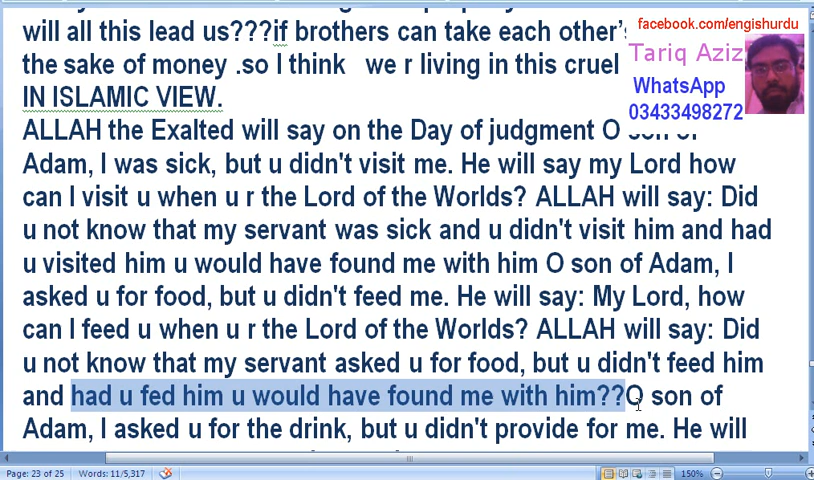 will all this lead us???if brothers can take each other's
the sake of money .so I think we r living in this cruel
IN ISLAMIC VIEW.
ALLAH the Exalted will say on the Day of judgment O son of
Adam, I was sick, but u didn't visit me. He will say my Lord how
can I visit u when u r the Lord of the Worlds? ALLAH will say: Did
u not know that my servant was sick and u didn't visit him and had
u visited him u would have found me with him O son of Adam, I
asked u for food, but u didn't feed me. He will say: My Lord, how
can I feed u when u r the Lord of the Worlds? ALLAH will say: Did
u not know that my servant asked u for food, but u didn't feed him
and had u fed him u would have found me with him??O son of
Adam, I asked u for the drink, but u didn't provide for me. He will
facebook.com/engishurdu
Tariq Aziz
WhatsApp
03433498272
Page: 23 of 25
Words: 11/5,317
150%